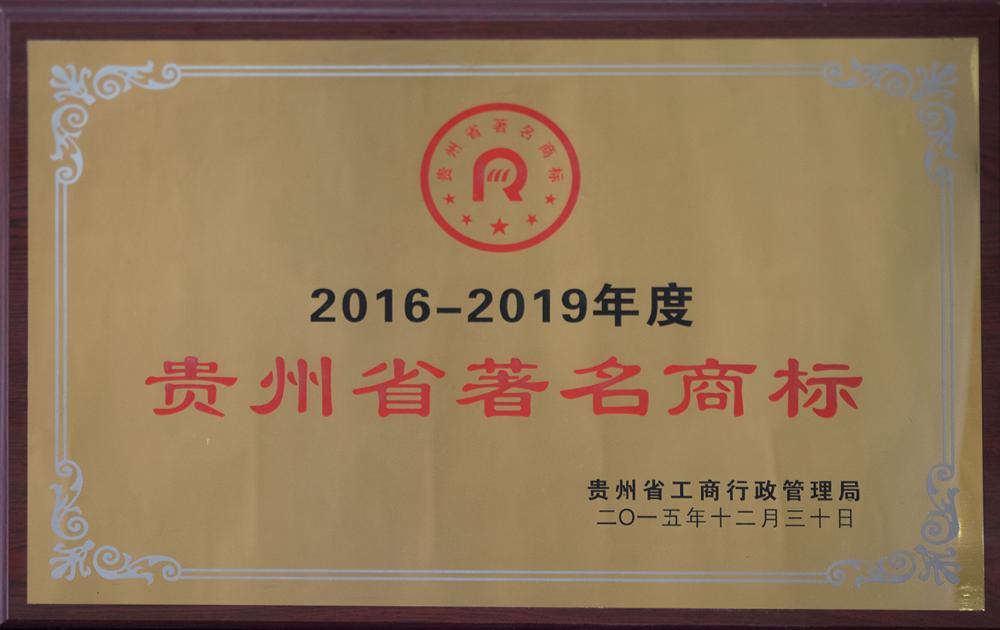 贵州省著名商标
R
2016-2019年度
贵州省著名商标
贵州省工商行政管理局
二〇一五年十二月三十日